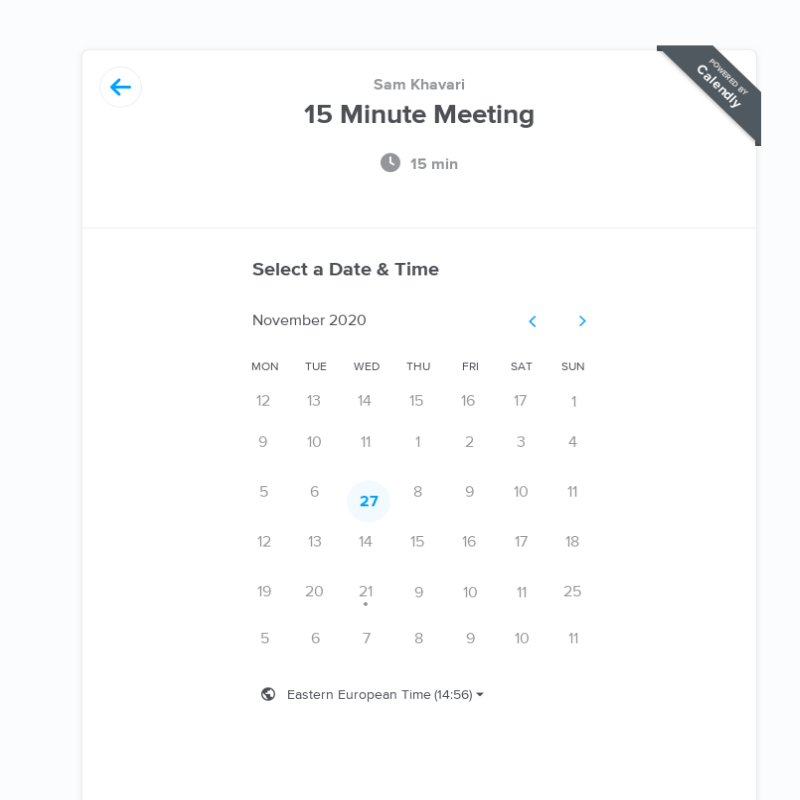 POWERED BY
Calendly
Sam Khavari
15 Minute Meeting
15 min
Select a Date & Time
November 2020
MON TUE WED THU FRI SAT SUN
12 13 14 15 16 17 1
9 10 11 1 2 3 4
5 6 27 8 9 10 11
12 13 14 15 16 17 18
19 20 21 9 10 11 25
5 6 7 8 9 10 11
Eastern European Time (14:56)